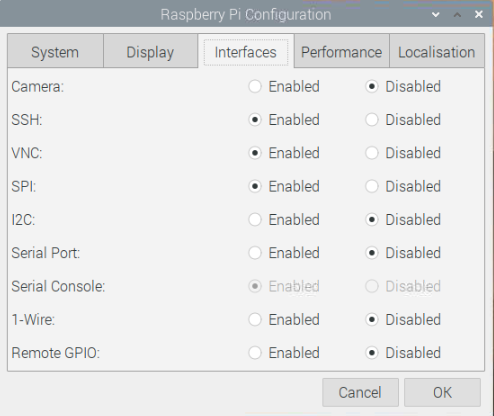 Raspberry Pi Configuration
System Display Interfaces Performance Localisation
Camera: Enabled Disabled
SSH: Enabled Disabled
VNC: Enabled Disabled
SPI: Enabled Disabled
I2C: Enabled Disabled
Serial Port: Enabled Disabled
Serial Console: Enabled Disabled
1-Wire: Enabled Disabled
Remote GPIO: Enabled Disabled
Cancel OK